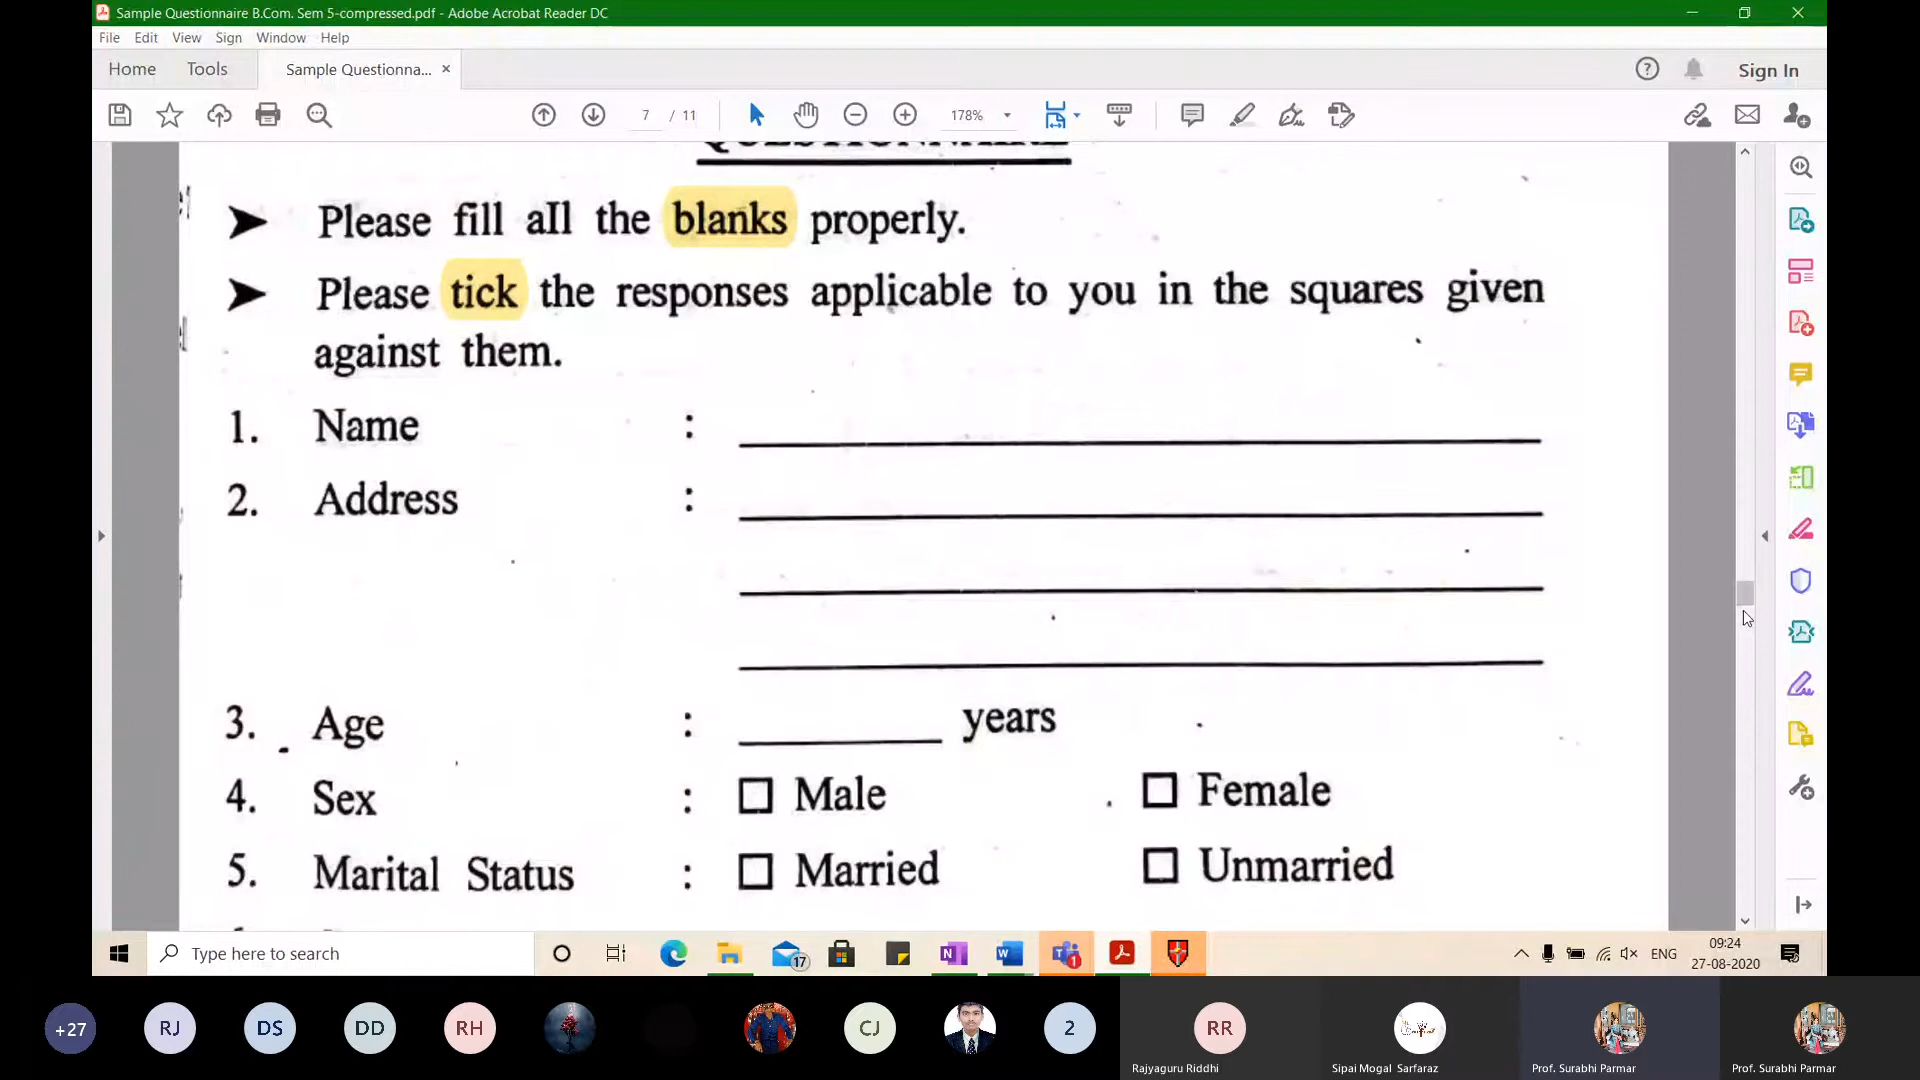 Sample Questionnaire B.Com. Sem 5-compressed.pdf - Adobe Acrobat Reader DC
File Edit View Sign Window Help
Home Tools Sample Questionna... × Sign In
7 / 11 178%
QUESTIONNAIRE
➤ Please fill all the blanks properly.
➤ Please tick the responses applicable to you in the squares given
against them.
1. Name :
2. Address :
3. Age : years
4. Sex : Male Female
5. Marital Status : Married Unmarried
Type here to search 17 1 ENG 09:24
27-08-2020
+27 RJ DS DD RH CJ 2 RR
Rajyaguru Riddhi Sipai Mogal Sarfaraz Prof. Surabhi Parmar Prof. Surabhi Parmar